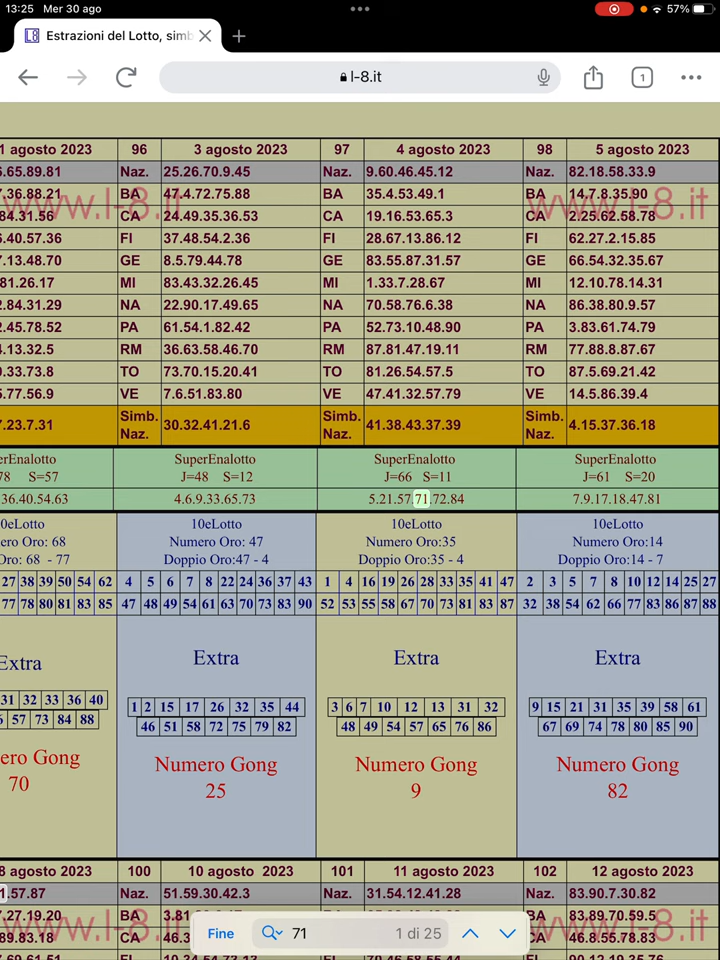 13:25 Mer 30 ago 57%
Estrazioni del Lotto, simb
l-8.it
1 agosto 2023 96 3 agosto 2023 97 4 agosto 2023 98 5 agosto 2023
.65.89.81 Naz. 25.26.70.9.45 Naz. 9.60.46.45.12 Naz. 82.18.58.33.9
.36.88.21 BA 47.4.72.75.88 BA 35.4.53.49.1 BA 14.7.8.35.90
84.31.56 CA 24.49.35.36.53 CA 19.16.53.65.3 CA 2.25.62.58.78
www.l-8.it www.l-8.it
.40.57.36 FI 37.48.54.2.36 FI 28.67.13.86.12 FI 62.27.2.15.85
.13.48.70 GE 8.5.79.44.78 GE 83.55.87.31.57 GE 66.54.32.35.67
81.26.17 MI 83.43.32.26.45 MI 1.33.7.28.67 MI 12.10.78.14.31
.84.31.29 NA 22.90.17.49.65 NA 70.58.76.6.38 NA 86.38.80.9.57
.45.78.52 PA 61.54.1.82.42 PA 52.73.10.48.90 PA 3.83.61.74.79
.13.32.5 RM 36.63.58.46.70 RM 87.81.47.19.11 RM 77.88.8.87.67
.33.73.8 TO 73.70.15.20.41 TO 81.26.54.57.5 TO 87.5.69.21.42
.77.56.9 VE 7.6.51.83.80 VE 47.41.32.57.79 VE 14.5.86.39.4
.23.7.31 Simb. Naz. 30.32.41.21.6 Simb. Naz. 41.38.43.37.39 Simb. Naz. 4.15.37.36.18
erEnalotto SuperEnalotto SuperEnalotto SuperEnalotto
78 S=57 J=48 S=12 J=66 S=11 J=61 S=20
36.40.54.63 4.6.9.33.65.73 5.21.57.71.72.84 7.9.17.18.47.81
0eLotto 10eLotto 10eLotto 10eLotto
ero Oro: 68 Numero Oro: 47 Numero Oro:35 Numero Oro:14
Oro: 68 - 77 Doppio Oro:47 - 4 Doppio Oro:35 - 4 Doppio Oro:14 - 7
27 38 39 50 54 62 4 5 6 7 8 22 24 36 37 43 1 4 16 19 26 28 33 35 41 47 2 3 5 7 8 10 12 14 25 27
77 78 80 81 83 85 47 48 49 54 61 63 70 73 83 90 52 53 55 58 67 70 73 81 83 87 32 38 54 62 66 77 83 86 87 88
Extra Extra Extra Extra
31 32 33 36 40 1 2 15 17 26 32 35 44 3 6 7 10 12 13 31 32 9 15 21 31 35 39 58 61
57 73 84 88 46 51 58 72 75 79 82 48 49 54 57 65 76 86 67 69 74 78 80 85 90
ero Gong Numero Gong Numero Gong Numero Gong
70 25 9 82
8 agosto 2023 100 10 agosto 2023 101 11 agosto 2023 102 12 agosto 2023
.57.87 Naz. 51.59.30.42.3 Naz. 31.54.12.41.28 Naz. 83.90.7.30.82
.27.19.20 BA 3.81 BA 83.89.70.59.5
89.83.18 CA 46.3 CA 46.8.55.78.83
www.l-8.it www.l-8.it
Fine 71 1 di 25